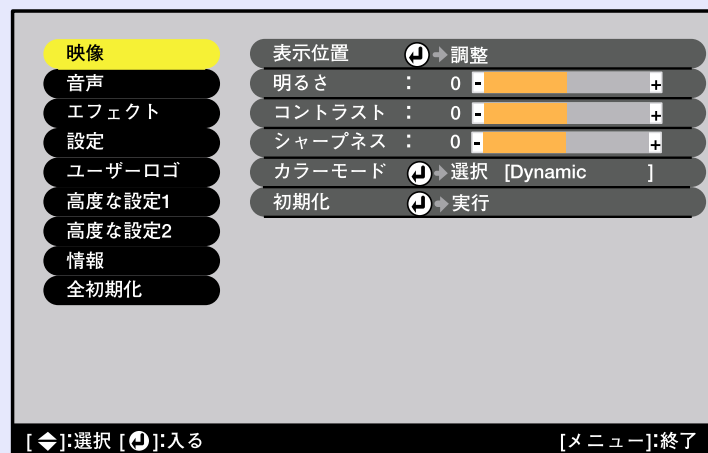 映像
音声
エフェクト
設定
ユーザーロゴ
高度な設定1
高度な設定2
情報
全初期化
表示位置 調整
明るさ : 0 - +
コントラスト : 0 - +
シャープネス : 0 - +
カラーモード 選択 [Dynamic ]
初期化 実行
[ ]:選択 [ ]:入る [メニュー]:終了